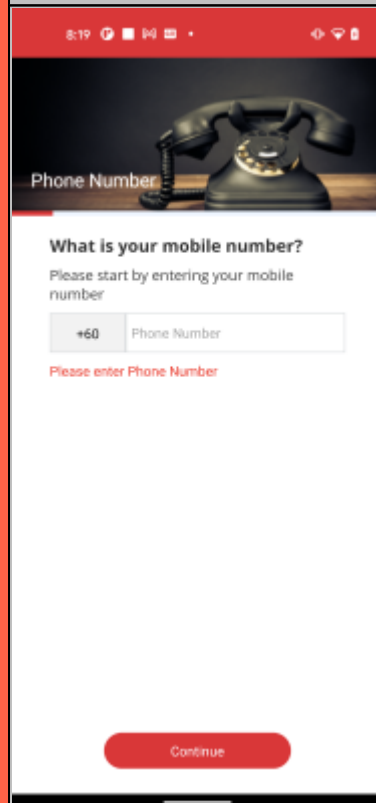 8:19
Phone Number
What is your mobile number?
Please start by entering your mobile
number
+60 Phone Number
Please enter Phone Number
Continue